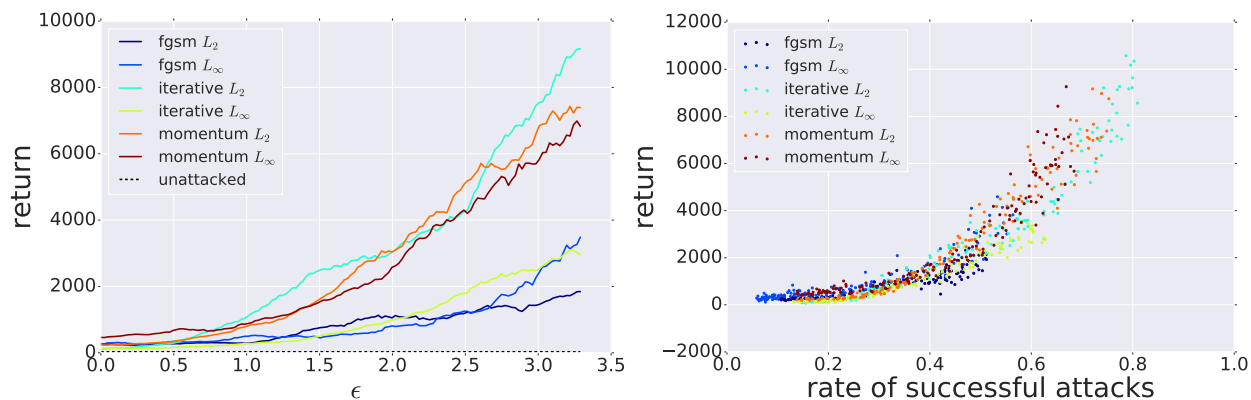 10000
8000
6000
4000
2000
0
return
fgsm L₂
fgsm L∞
iterative L₂
iterative L∞
momentum L₂
momentum L∞
unattacked
0.0 0.5 1.0 1.5 2.0 2.5 3.0 3.5
ϵ
12000
10000
8000
6000
4000
2000
0
−2000
return
fgsm L₂
fgsm L∞
iterative L₂
iterative L∞
momentum L₂
momentum L∞
0.0 0.2 0.4 0.6 0.8 1.0
rate of successful attacks